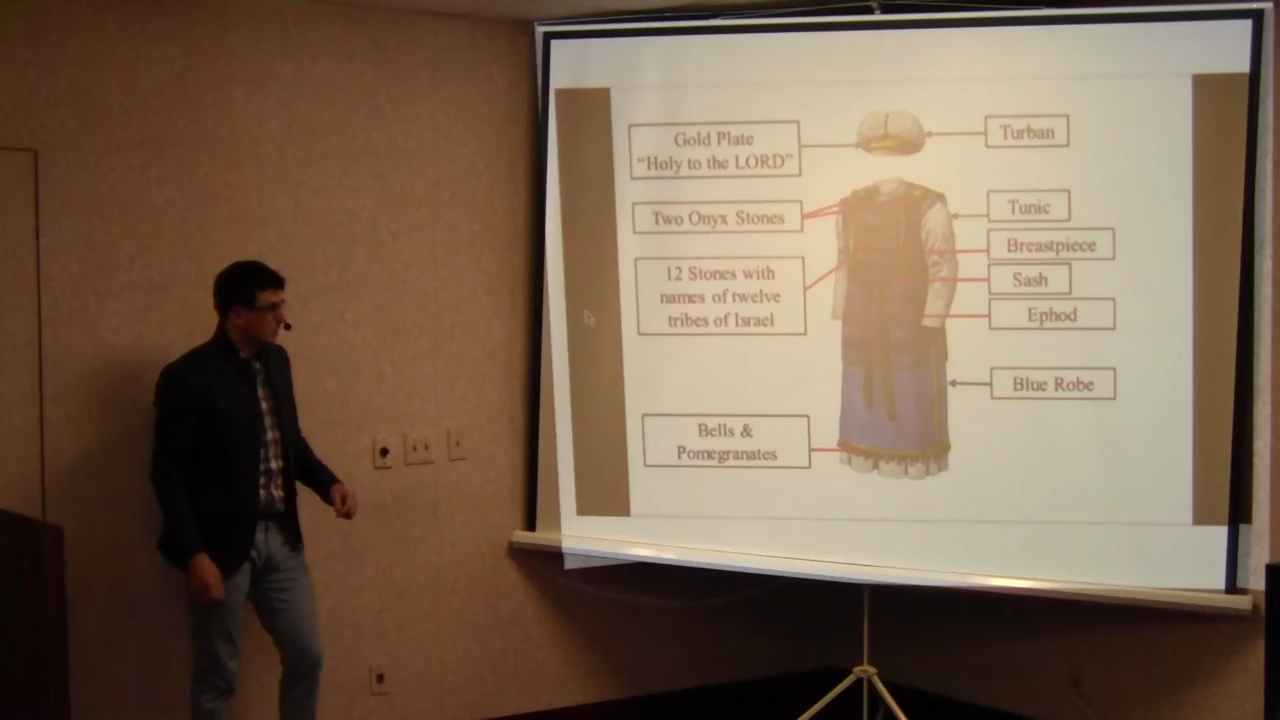 Gold Plate
“Holy to the LORD”
Turban
Two Onyx Stones
Tunic
Breastpiece
12 Stones with
names of twelve
tribes of Israel
Sash
Ephod
Blue Robe
Bells &
Pomegranates